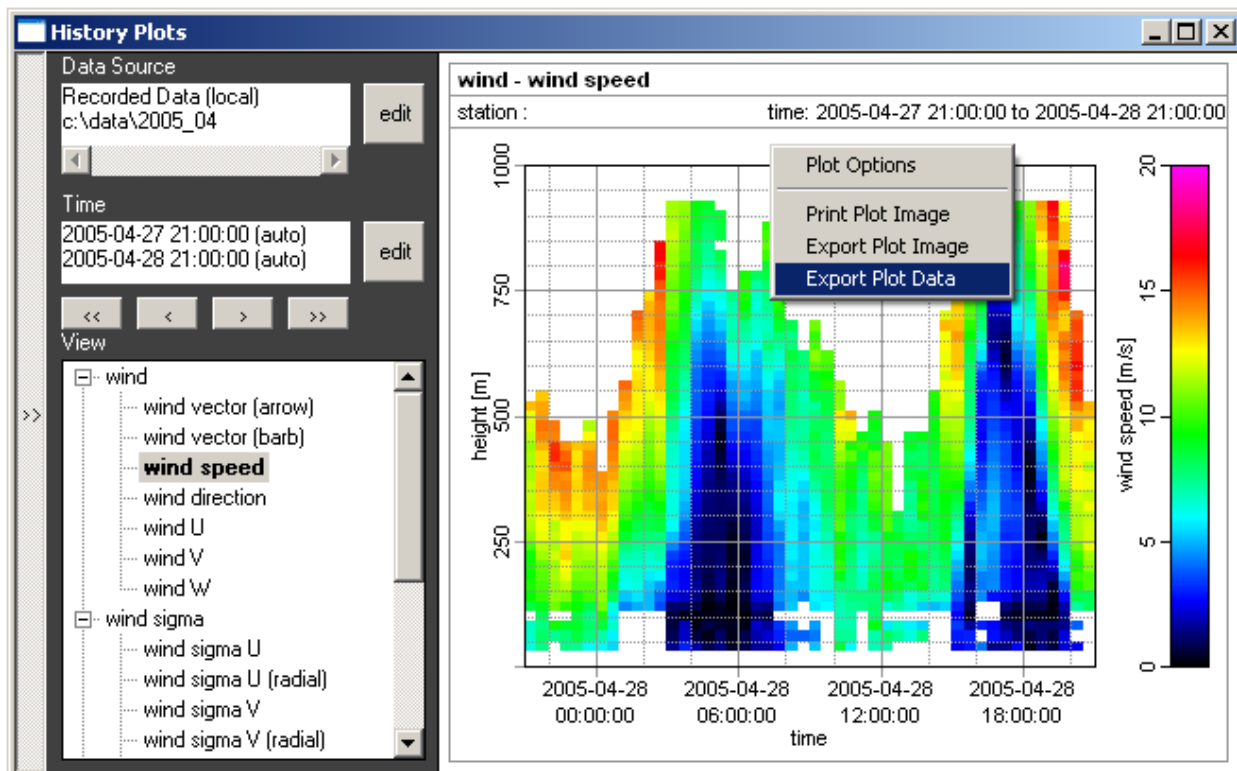 History Plots
Data Source
Recorded Data (local)
c:\data\2005_04
edit
Time
2005-04-27 21:00:00 (auto)
2005-04-28 21:00:00 (auto)
edit
<< < > >>
View
>>
wind
wind vector (arrow)
wind vector (barb)
wind speed
wind direction
wind U
wind V
wind W
wind sigma
wind sigma U
wind sigma U (radial)
wind sigma V
wind sigma V (radial)
wind - wind speed
station : time: 2005-04-27 21:00:00 to 2005-04-28 21:00:00
Plot Options
Print Plot Image
Export Plot Image
Export Plot Data
height [m]
1000
750
500
250
2005-04-28 2005-04-28 2005-04-28 2005-04-28
00:00:00 06:00:00 12:00:00 18:00:00
time
wind speed [m/s]
20
15
10
5
0